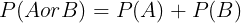 P(AorB) = P(A) + P(B)